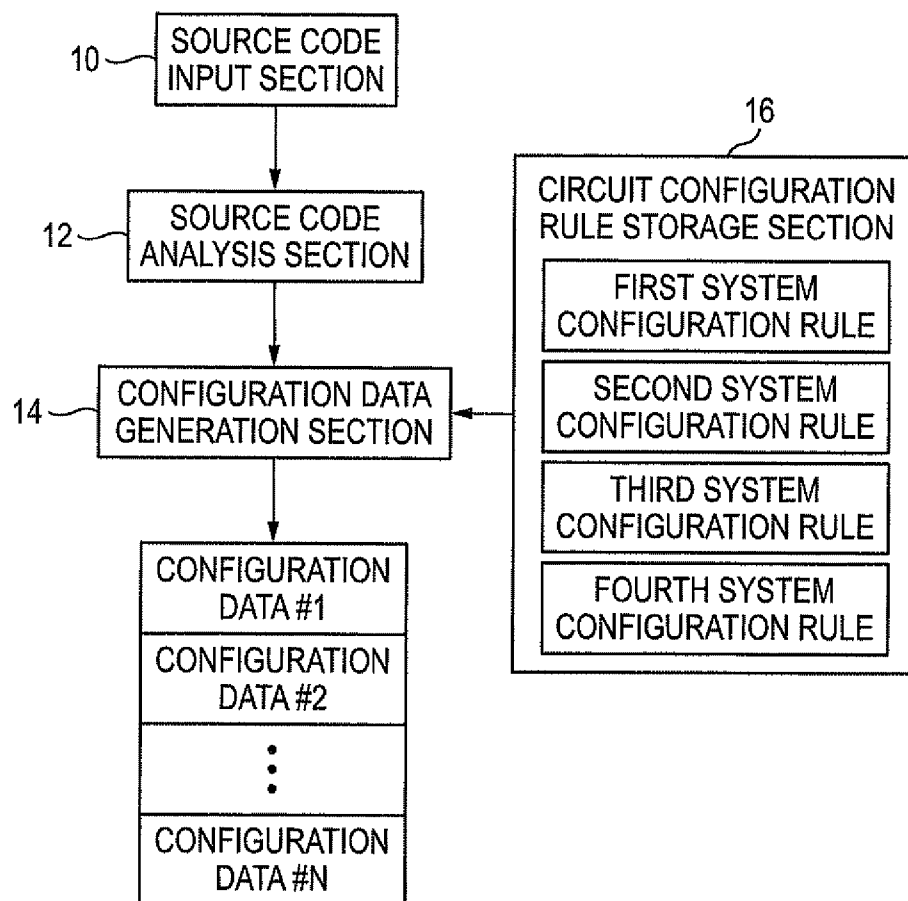 10
SOURCE CODE
INPUT SECTION
12
SOURCE CODE
ANALYSIS SECTION
14
CONFIGURATION DATA
GENERATION SECTION
CONFIGURATION
DATA #1
CONFIGURATION
DATA #2
CONFIGURATION
DATA #N
16
CIRCUIT CONFIGURATION
RULE STORAGE SECTION
FIRST SYSTEM
CONFIGURATION RULE
SECOND SYSTEM
CONFIGURATION RULE
THIRD SYSTEM
CONFIGURATION RULE
FOURTH SYSTEM
CONFIGURATION RULE